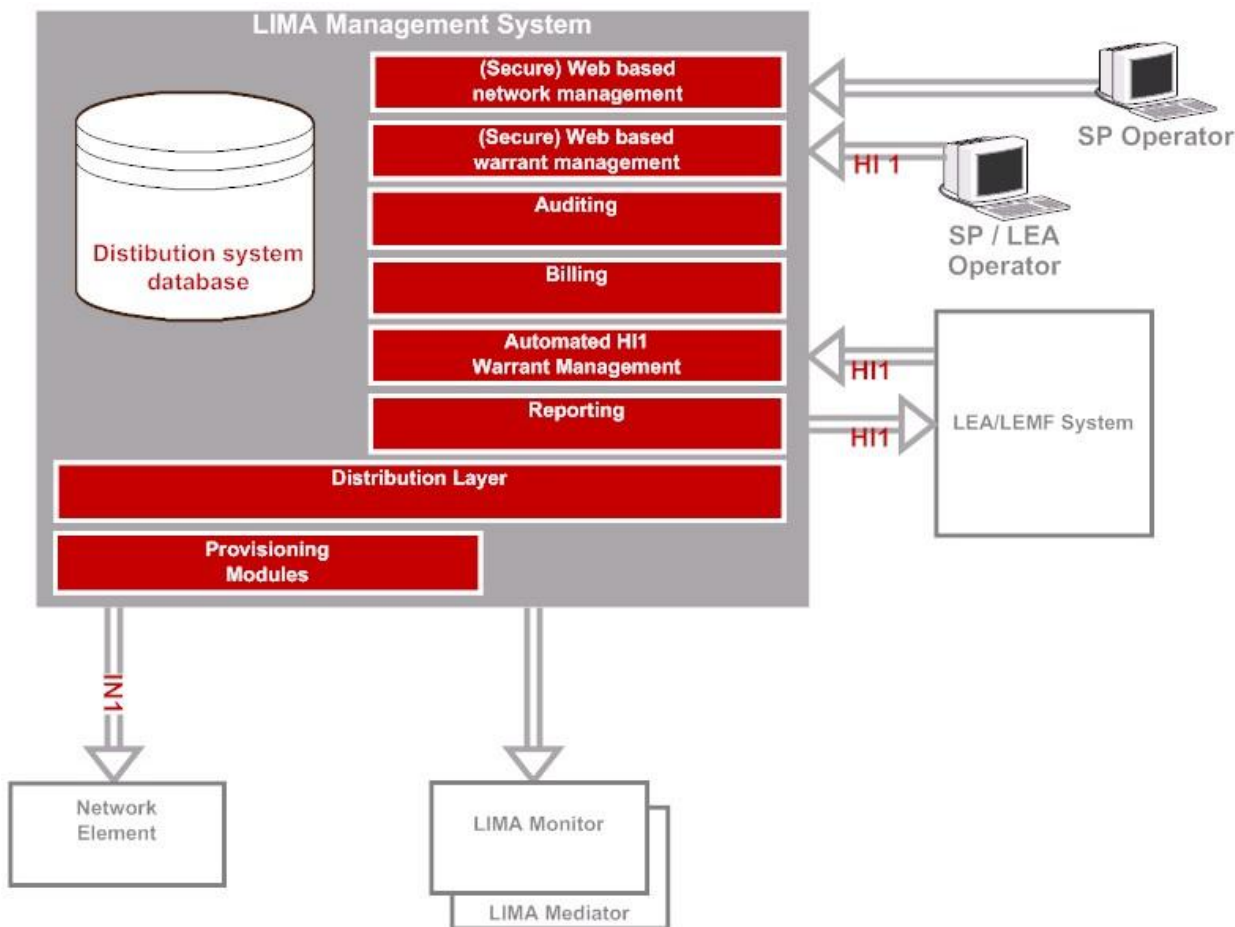 LIMA Management System
(Secure) Web based
network management
SP Operator
(Secure) Web based
warrant management
HI 1
SP / LEA
Operator
Auditing
Distibution system
database
Billing
Automated HI1
Warrant Management
HI1
Reporting
HI1
LEA/LEMF System
Distribution Layer
Provisioning
Modules
IN1
Network
Element
LIMA Monitor
LIMA Mediator